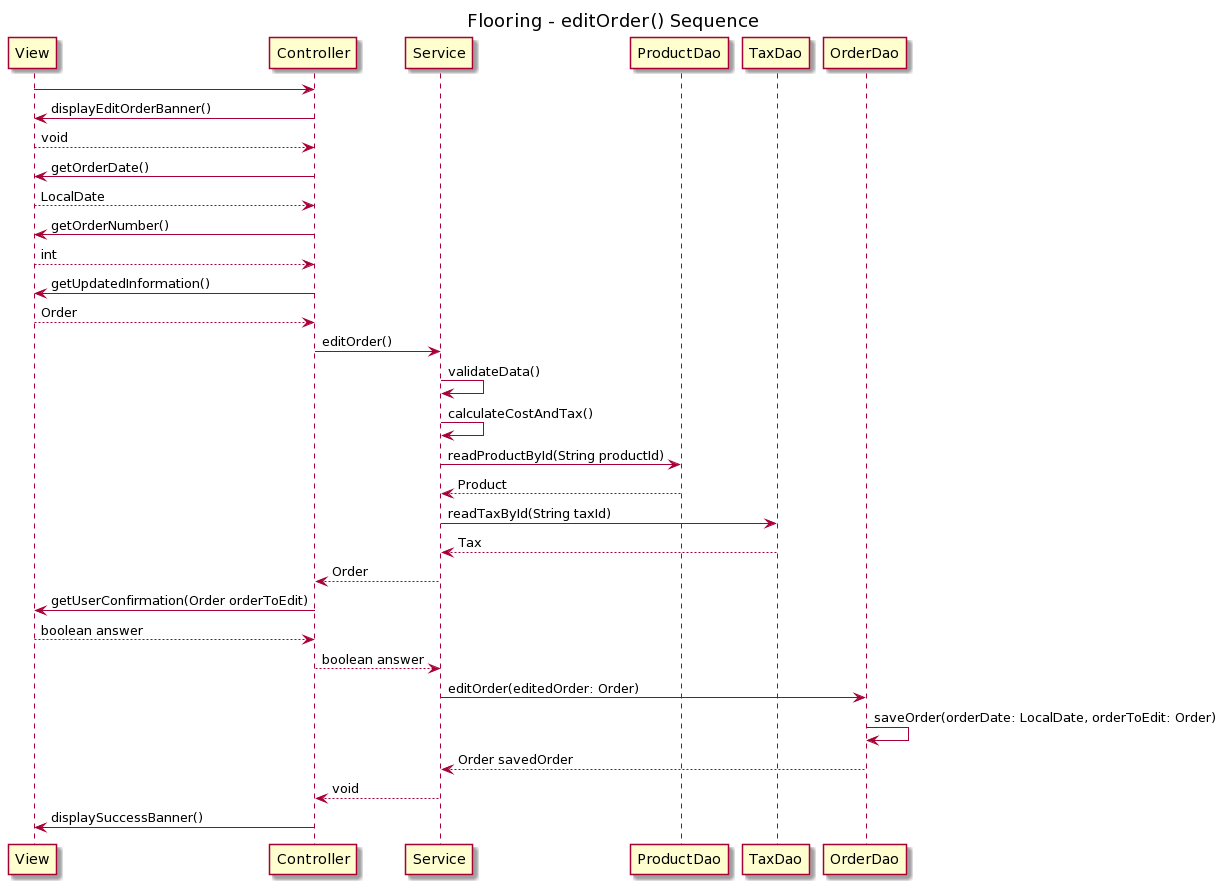 Flooring - editOrder() Sequence
View Controller Service ProductDao TaxDao OrderDao
displayEditOrderBanner()
void
getOrderDate()
LocalDate
getOrderNumber()
int
getUpdatedInformation()
Order
editOrder()
validateData()
calculateCostAndTax()
readProductById(String productId)
Product
readTaxById(String taxId)
Tax
Order
getUserConfirmation(Order orderToEdit)
boolean answer
boolean answer
editOrder(editedOrder: Order)
saveOrder(orderDate: LocalDate, orderToEdit: Order)
Order savedOrder
void
displaySuccessBanner()
View Controller Service ProductDao TaxDao OrderDao